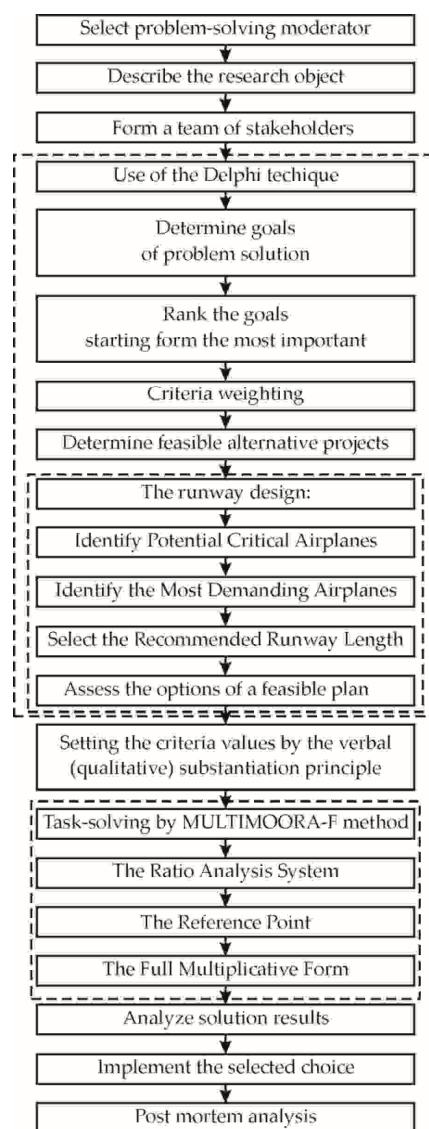 Select problem-solving moderator
Describe the research object
Form a team of stakeholders
Use of the Delphi techique
Determine goals
of problem solution
Rank the goals
starting form the most important
Criteria weighting
Determine feasible alternative projects
The runway design:
Identify Potential Critical Airplanes
Identify the Most Demanding Airplanes
Select the Recommended Runway Length
Assess the options of a feasible plan
Setting the criteria values by the verbal
(qualitative) substantiation principle
Task-solving by MULTIMOORA-F method
The Ratio Analysis System
The Reference Point
The Full Multiplicative Form
Analyze solution results
Implement the selected choice
Post mortem analysis